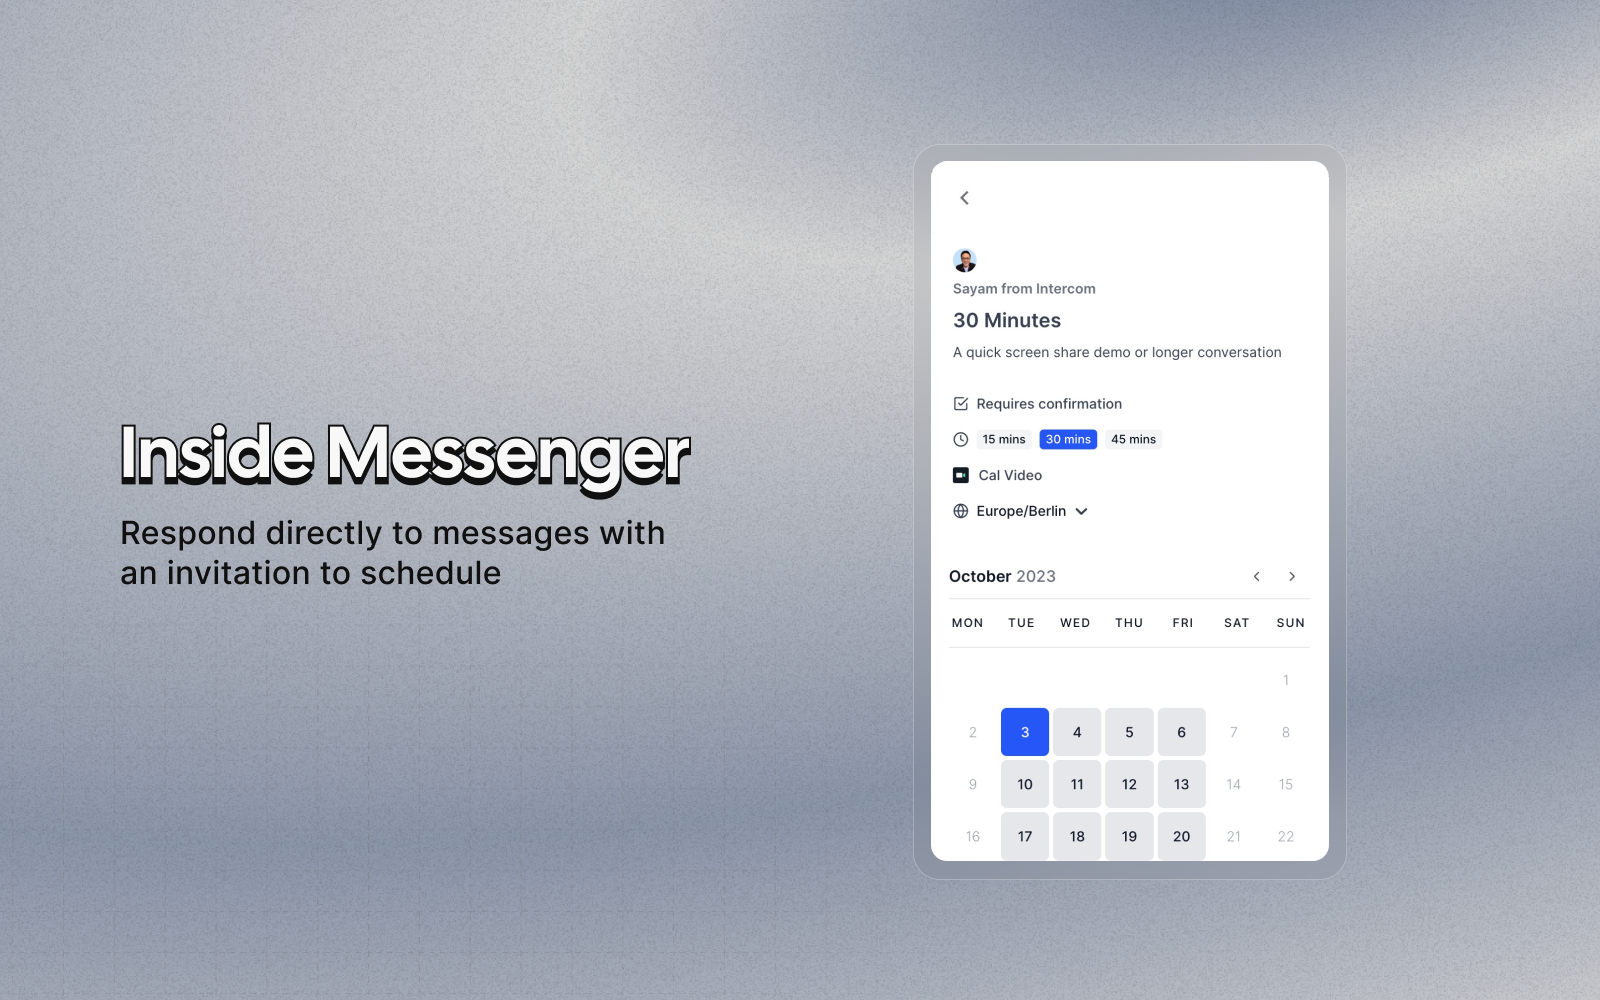 Inside Messenger
Respond directly to messages with
an invitation to schedule
Sayam from Intercom
30 Minutes
A quick screen share demo or longer conversation
Requires confirmation
15 mins 30 mins 45 mins
Cal Video
Europe/Berlin
October 2023
MON TUE WED THU FRI SAT SUN
1
2 3 4 5 6 7 8
9 10 11 12 13 14 15
16 17 18 19 20 21 22